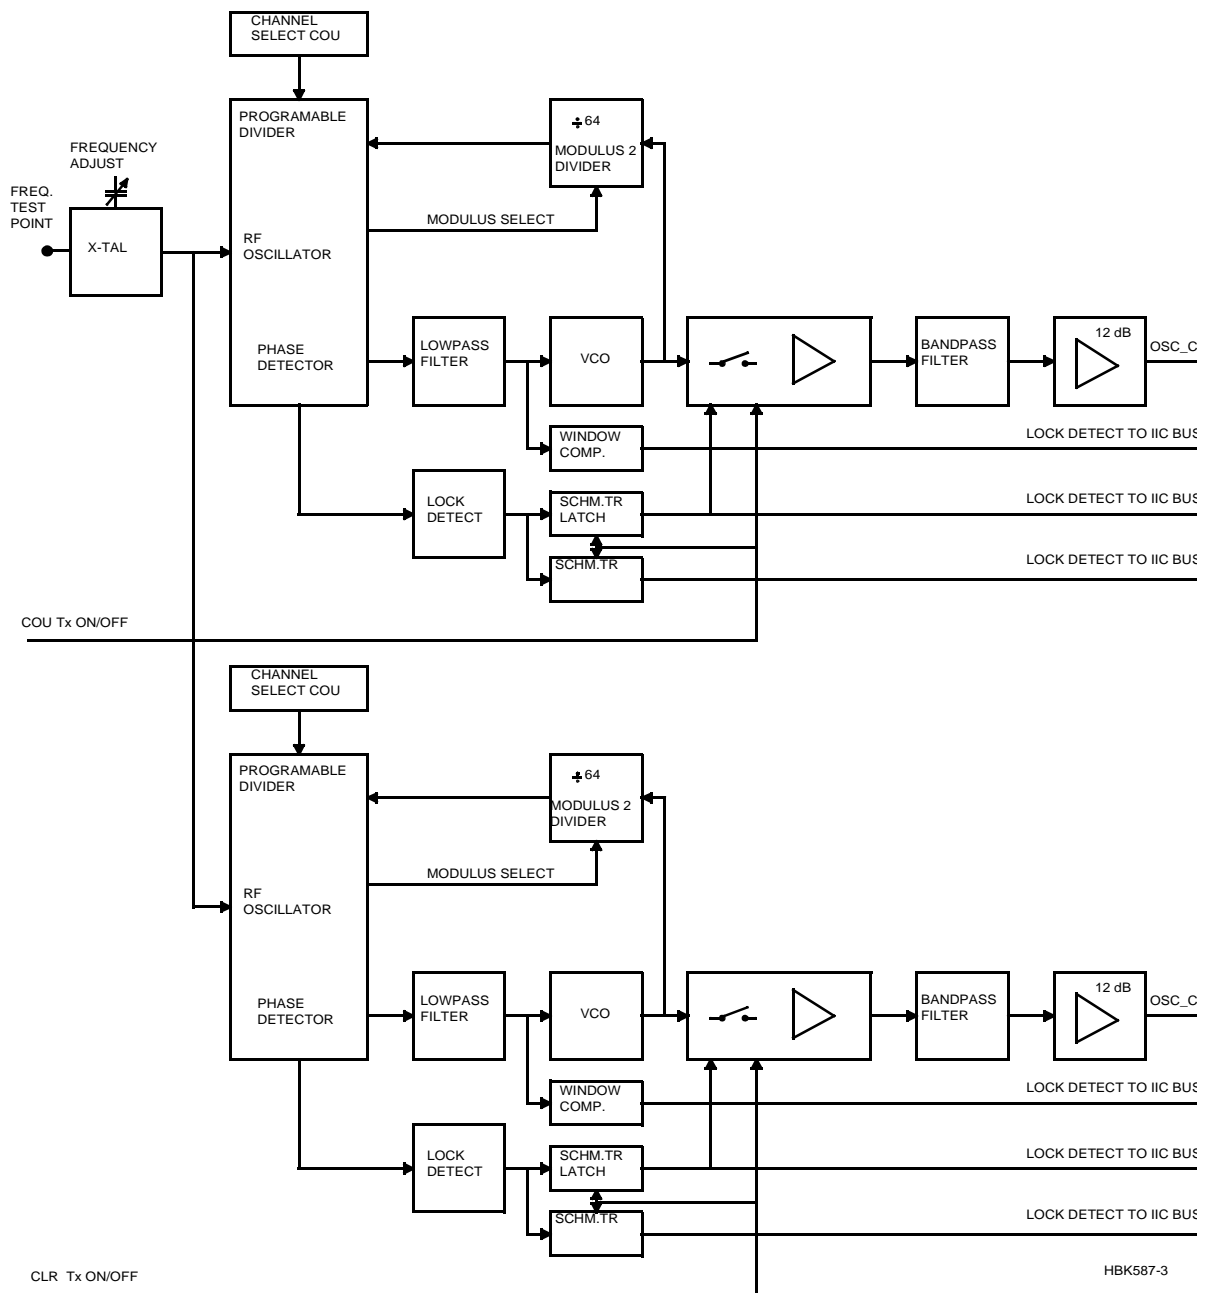 CHANNEL
SELECT COU
PROGRAMABLE
DIVIDER
÷64
MODULUS 2
DIVIDER
FREQUENCY
ADJUST
FREQ.
TEST
POINT
X-TAL
MODULUS SELECT
RF
OSCILLATOR
PHASE
DETECTOR
LOWPASS
FILTER
VCO
BANDPASS
FILTER
12 dB
OSC_C
WINDOW
COMP.
LOCK DETECT TO IIC BUS
LOCK
DETECT
SCHM.TR
LATCH
LOCK DETECT TO IIC BUS
SCHM.TR
LOCK DETECT TO IIC BUS
COU Tx ON/OFF
CHANNEL
SELECT COU
PROGRAMABLE
DIVIDER
÷64
MODULUS 2
DIVIDER
MODULUS SELECT
RF
OSCILLATOR
PHASE
DETECTOR
LOWPASS
FILTER
VCO
BANDPASS
FILTER
12 dB
OSC_C
WINDOW
COMP.
LOCK DETECT TO IIC BUS
LOCK
DETECT
SCHM.TR
LATCH
LOCK DETECT TO IIC BUS
SCHM.TR
LOCK DETECT TO IIC BUS
CLR Tx ON/OFF
HBK587-3